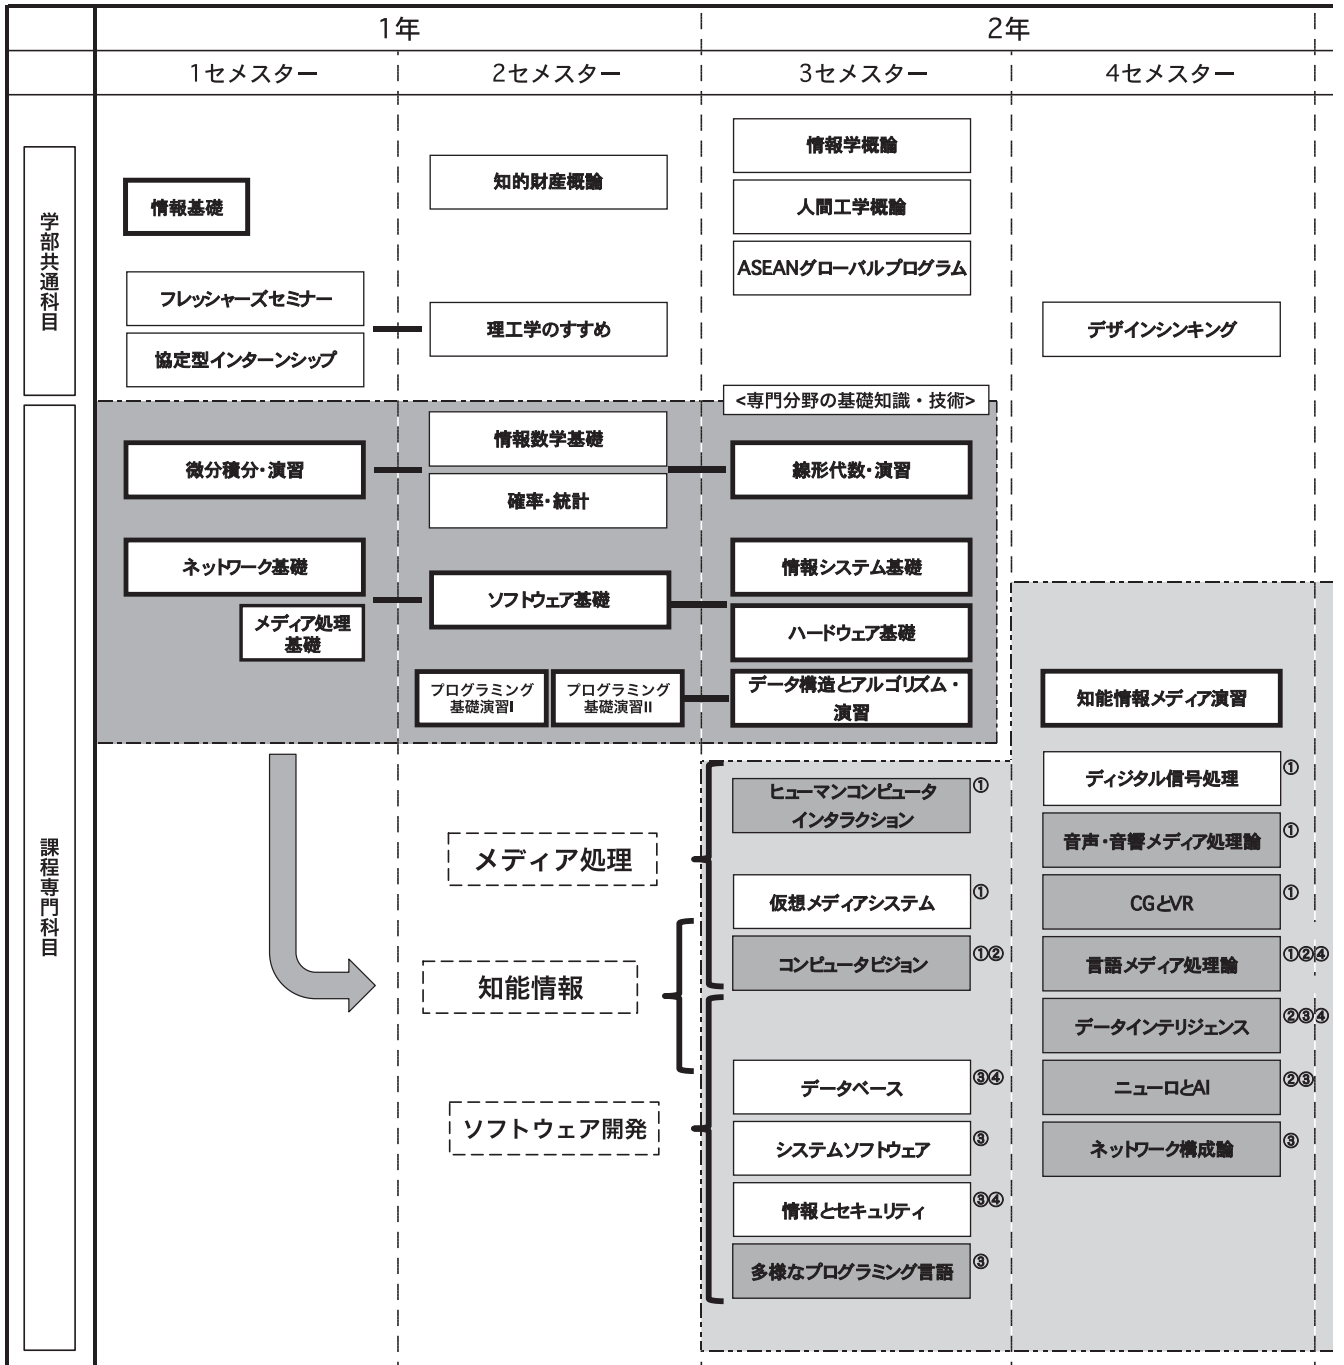 1年
2年
1セメスター
2セメスター
3セメスター
4セメスター
学部共通科目
情報基礎
フレッシャーズセミナー
協定型インターンシップ
知的財産概論
理工学のすすめ
情報学概論
人間工学概論
ASEANグローバルプログラム
デザインシンキング
課程専門科目
<専門分野の基礎知識・技術>
微分積分・演習
ネットワーク基礎
メディア処理
基礎
情報数学基礎
確率・統計
ソフトウェア基礎
プログラミング
基礎演習I
プログラミング
基礎演習II
線形代数・演習
情報システム基礎
ハードウェア基礎
データ構造とアルゴリズム・
演習
メディア処理
知能情報
ソフトウェア開発
ヒューマンコンピュータ
インタラクション
①
仮想メディアシステム
①
コンピュータビジョン
①②
データベース
③④
システムソフトウェア
③
情報とセキュリティ
③④
多様なプログラミング言語
③
知能情報メディア演習
ディジタル信号処理
①
音声・音響メディア処理論
①
CGとVR
①
言語メディア処理論
①②④
データインテリジェンス
②③④
ニューロとAI
②③
ネットワーク構成論
③